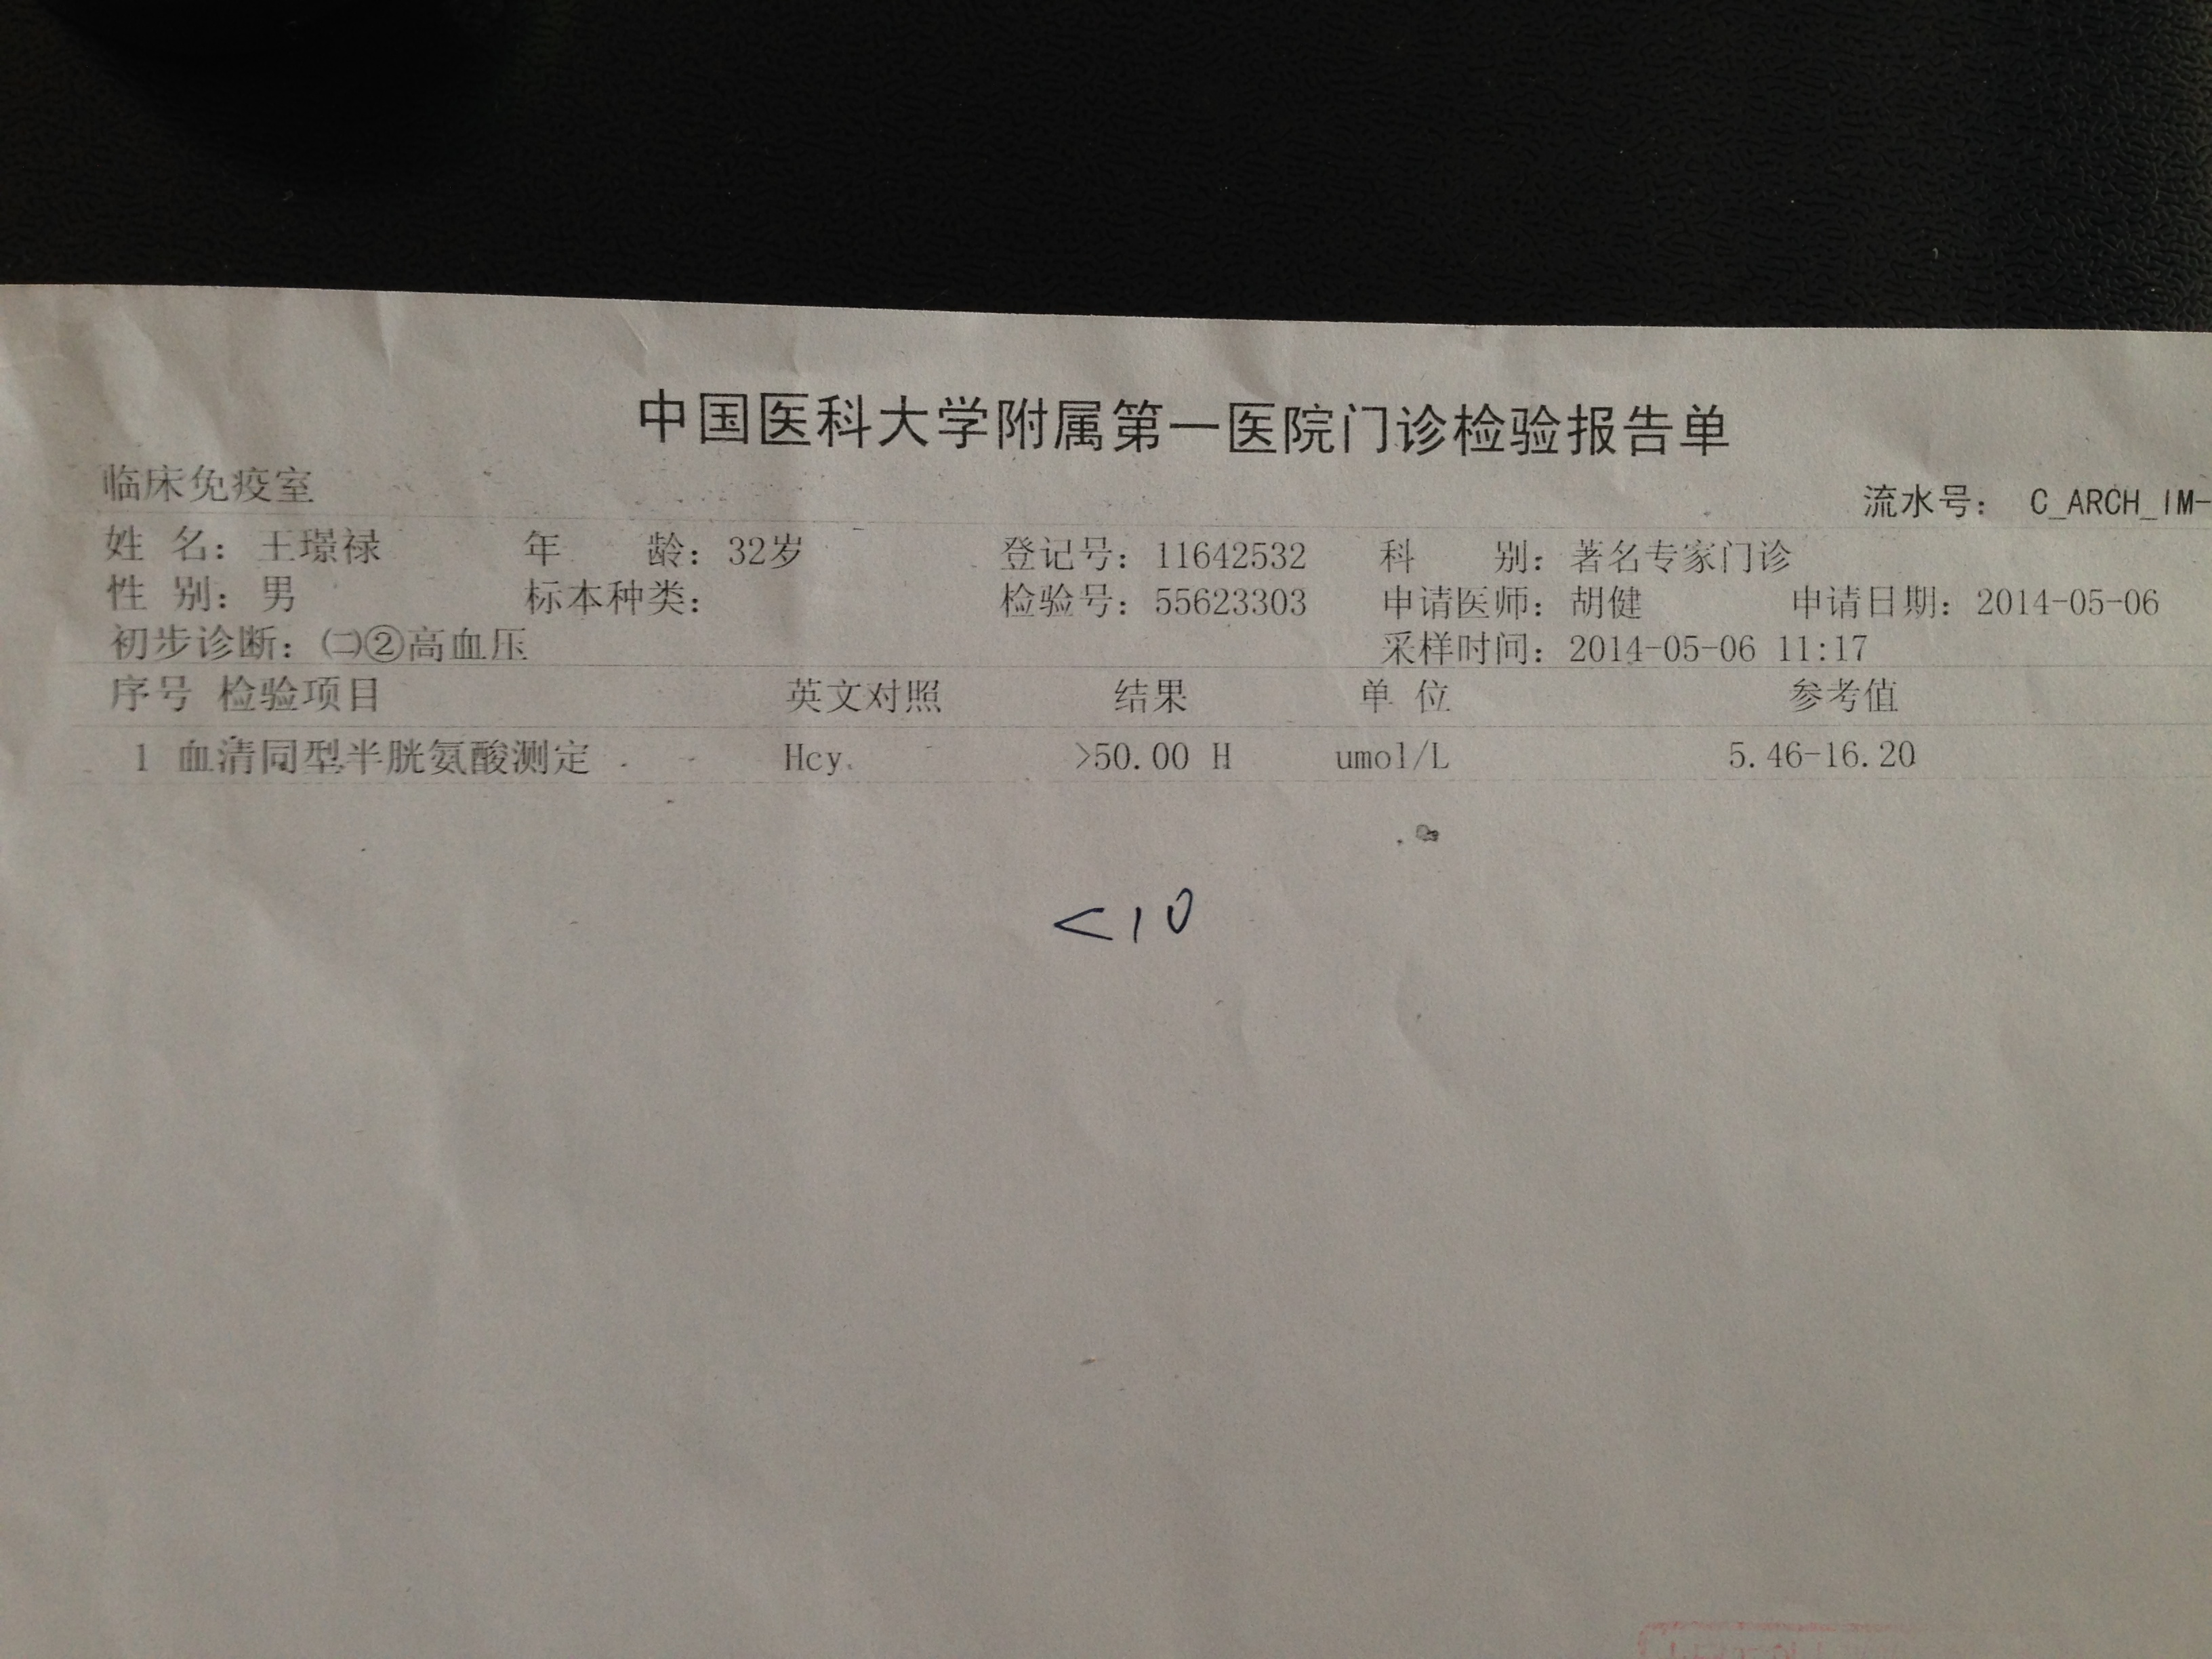 中国医科大学附属第一医院门诊检验报告单
临床免疫室 流水号： C_ARCH_IM-
姓 名：王璟禄 年 龄：32岁 登记号：11642532 科 别：著名专家门诊
性 别：男 标本种类： 检验号：55623303 申请医师：胡健 申请日期：2014-05-06
初步诊断：㈡②高血压 采样时间：2014-05-06 11:17
序号 检验项目 英文对照 结果 单 位 参考值
1 血清同型半胱氨酸测定 Hcy >50.00 H umol/L 5.46-16.20
<10